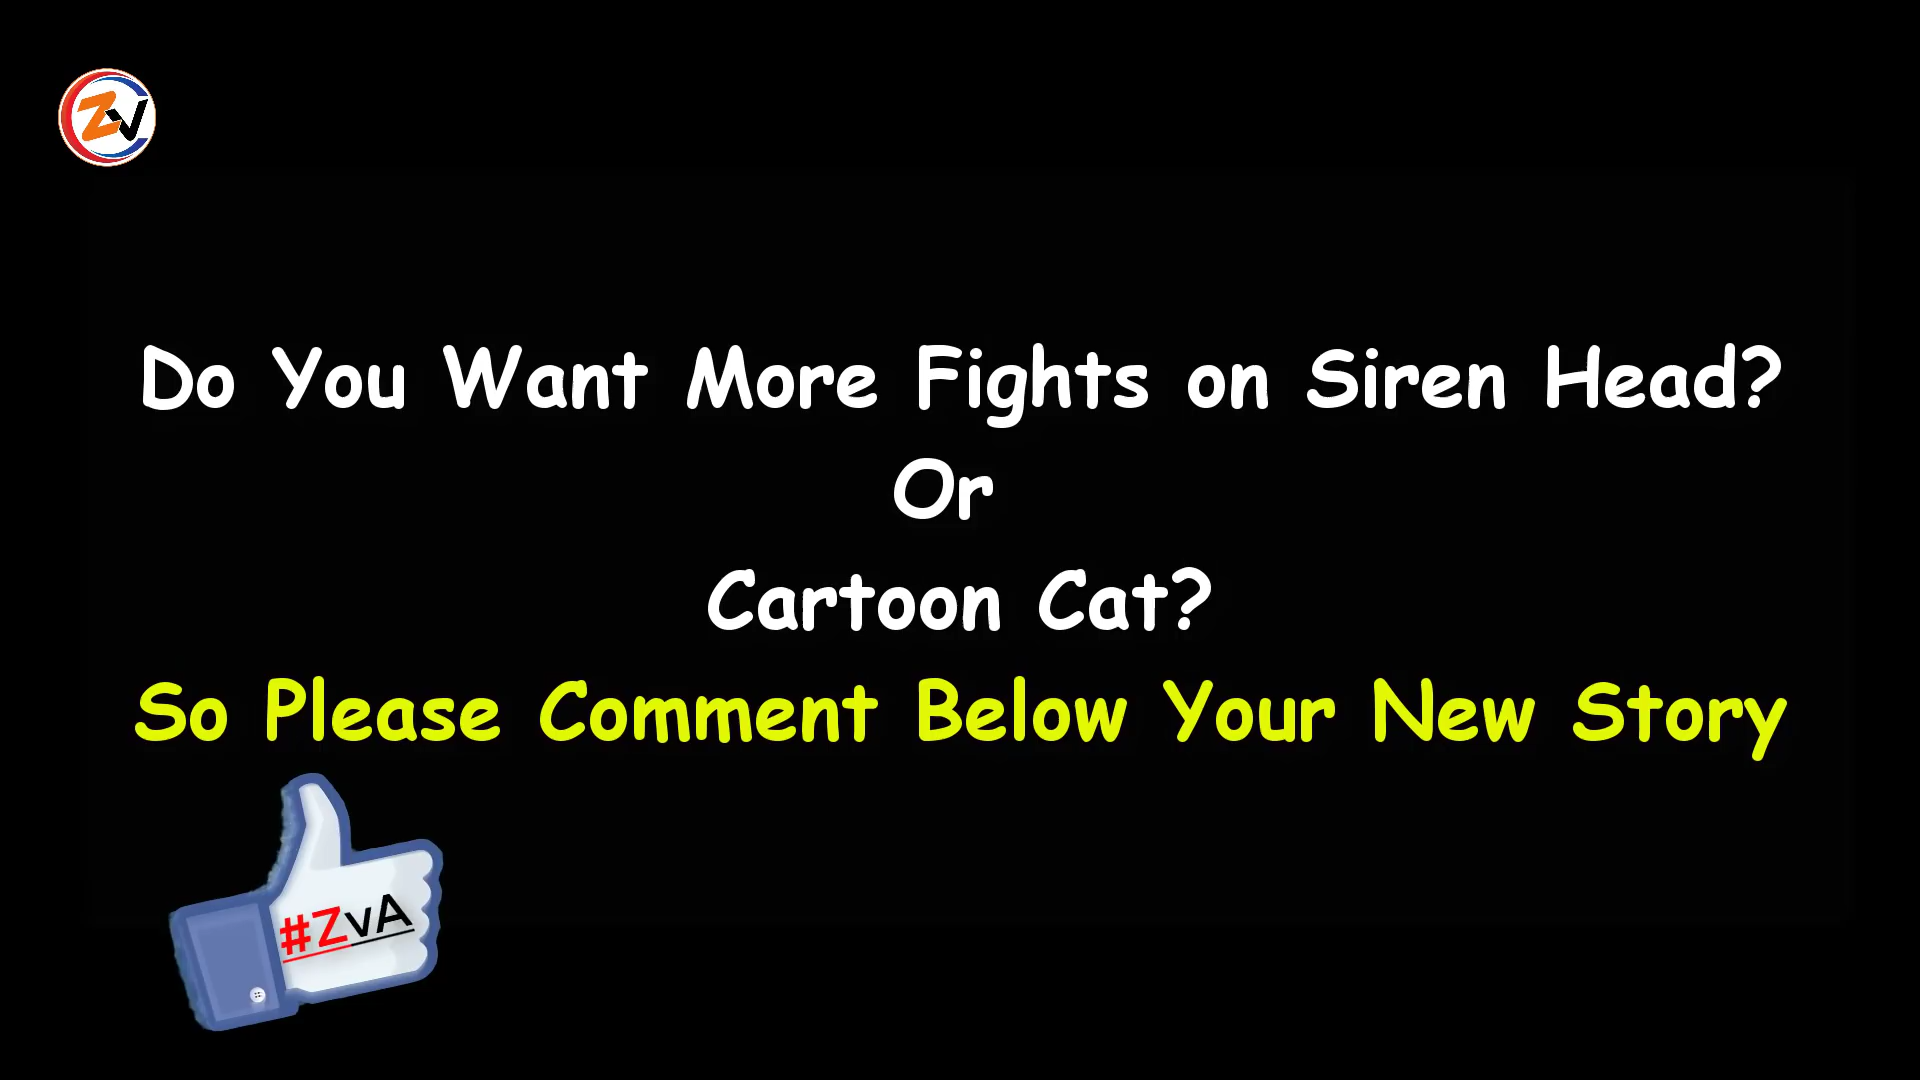 ZV
Do You Want More Fights on Siren Head?
Or
Cartoon Cat?
So Please Comment Below Your New Story
#ZvA